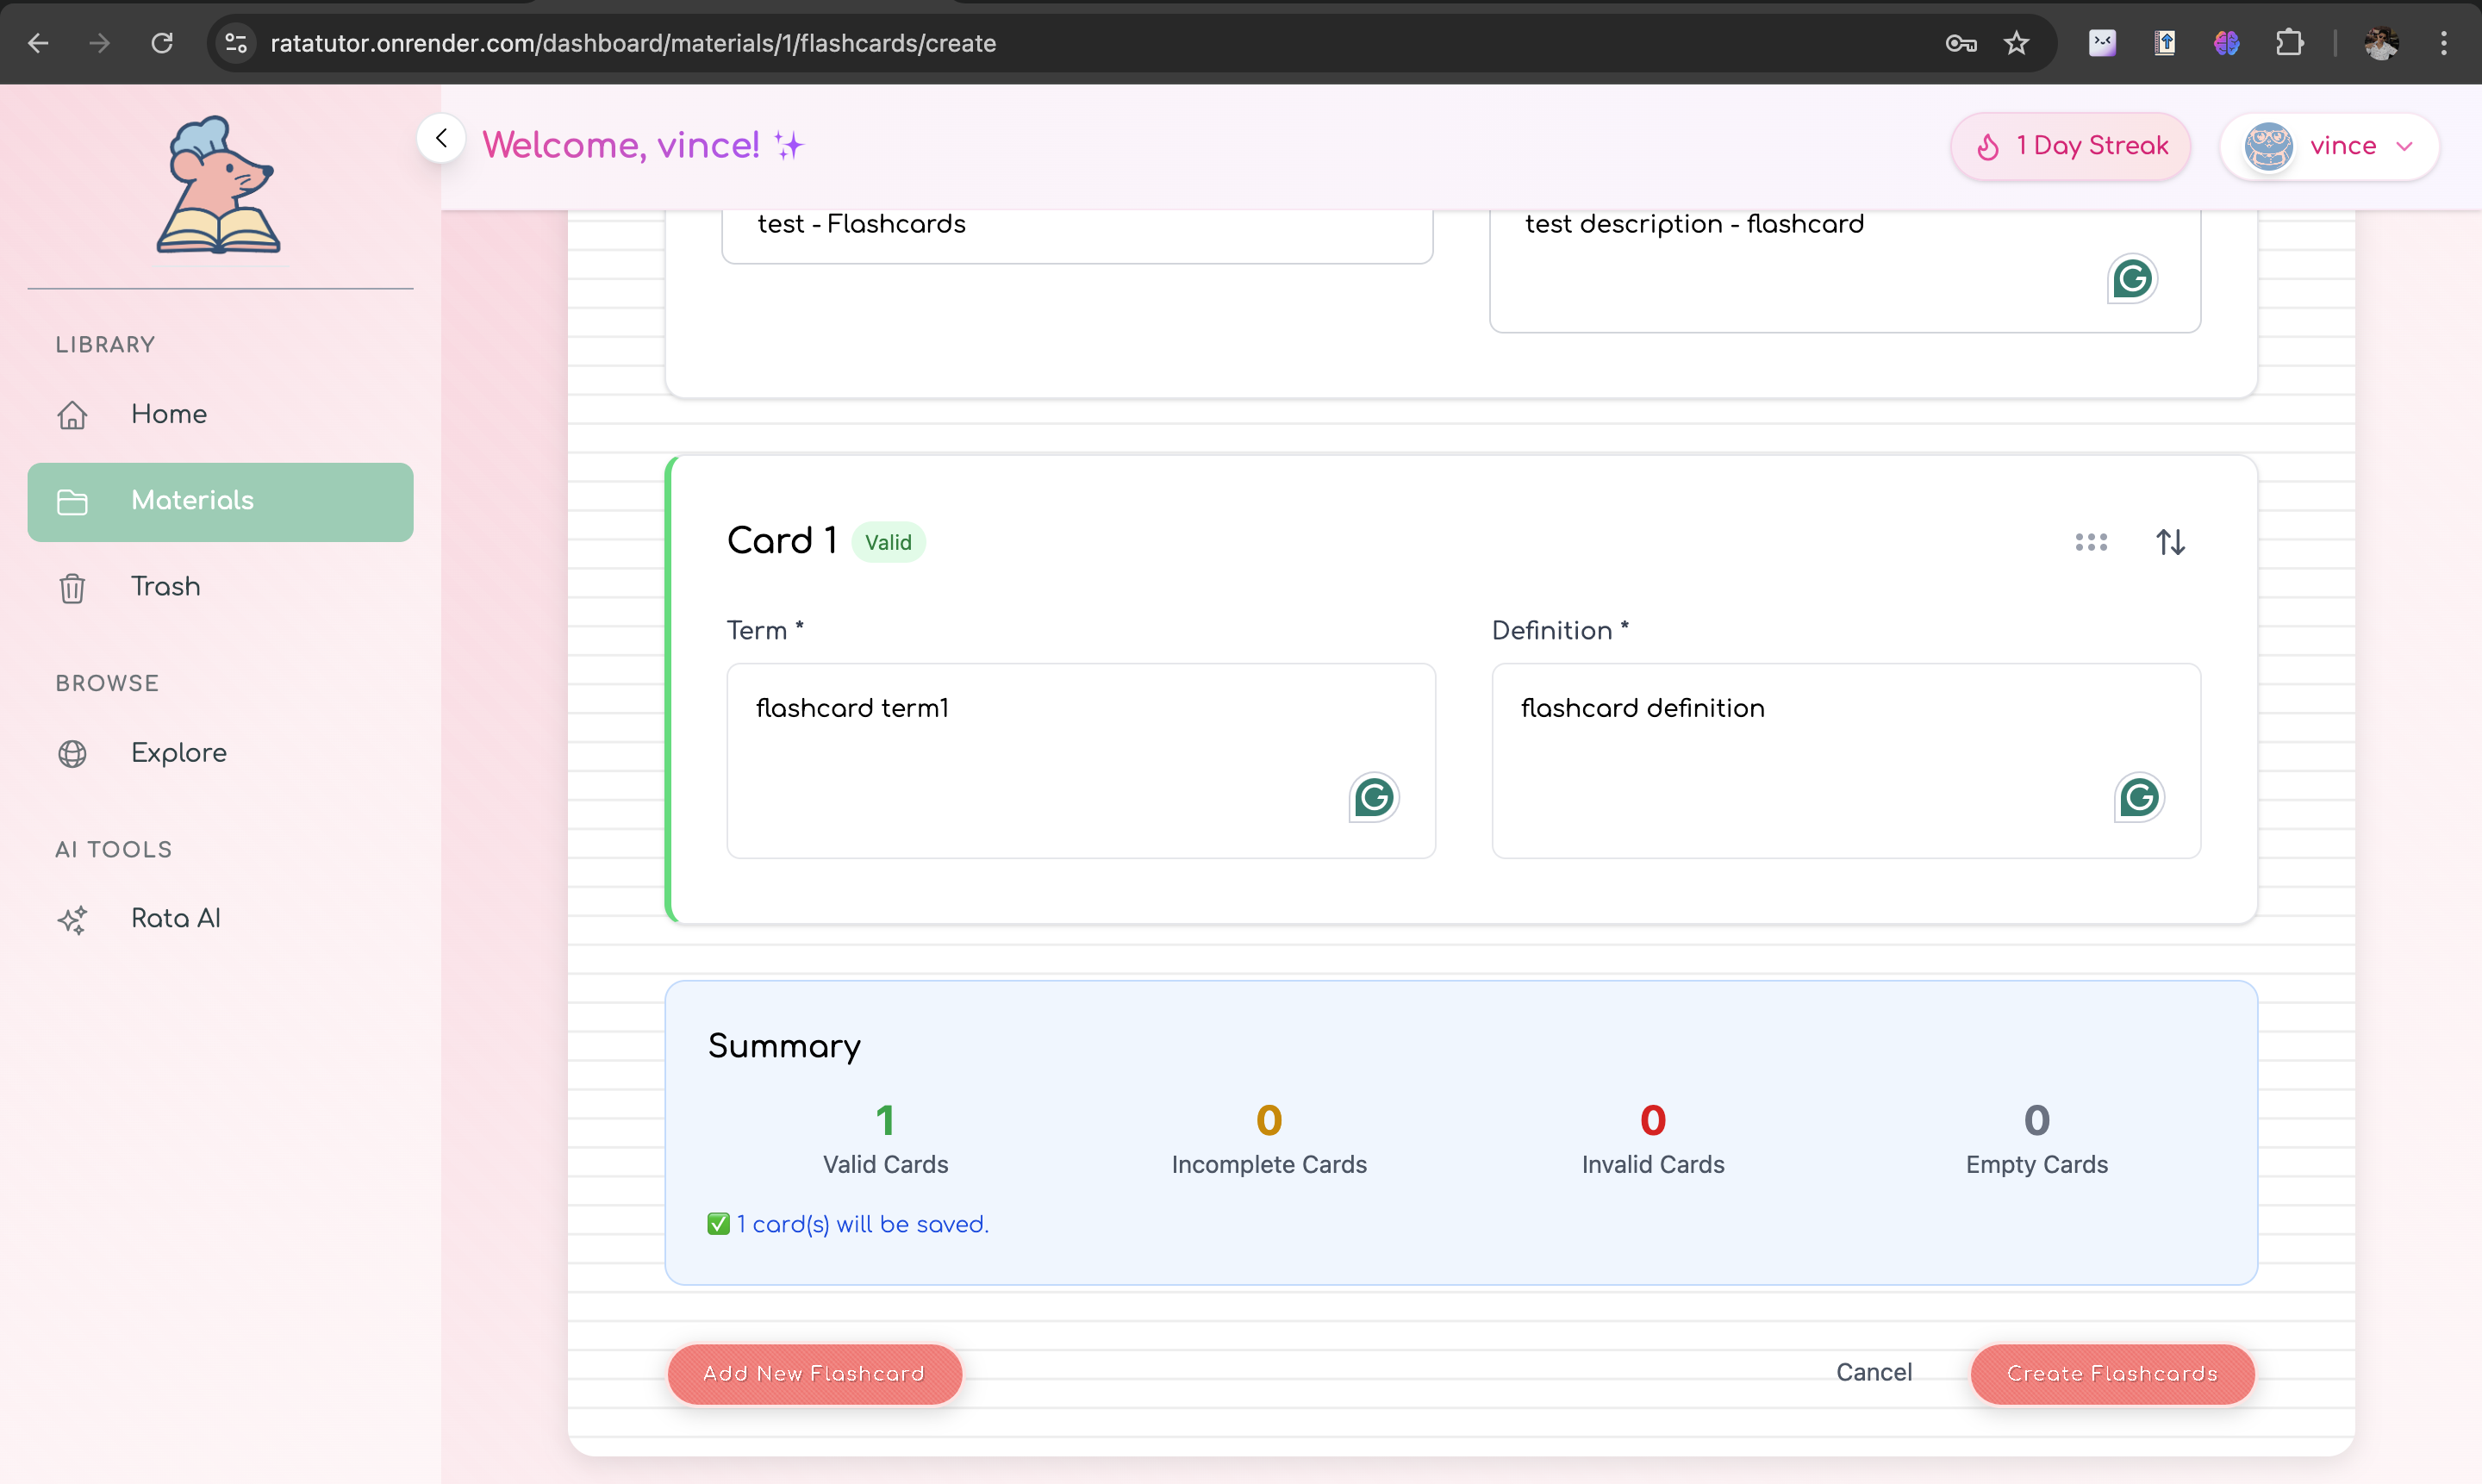 ratatutor.onrender.com/dashboard/materials/1/flashcards/create
Welcome, vince!
1 Day Streak
vince
test - Flashcards
test description - flashcard
LIBRARY
Home
Materials
Trash
BROWSE
Explore
AI TOOLS
Rata AI
Card 1
Valid
Term *
Definition *
flashcard term1
flashcard definition
Summary
1
0
0
0
Valid Cards
Incomplete Cards
Invalid Cards
Empty Cards
✅ 1 card(s) will be saved.
Add New Flashcard
Cancel
Create Flashcards